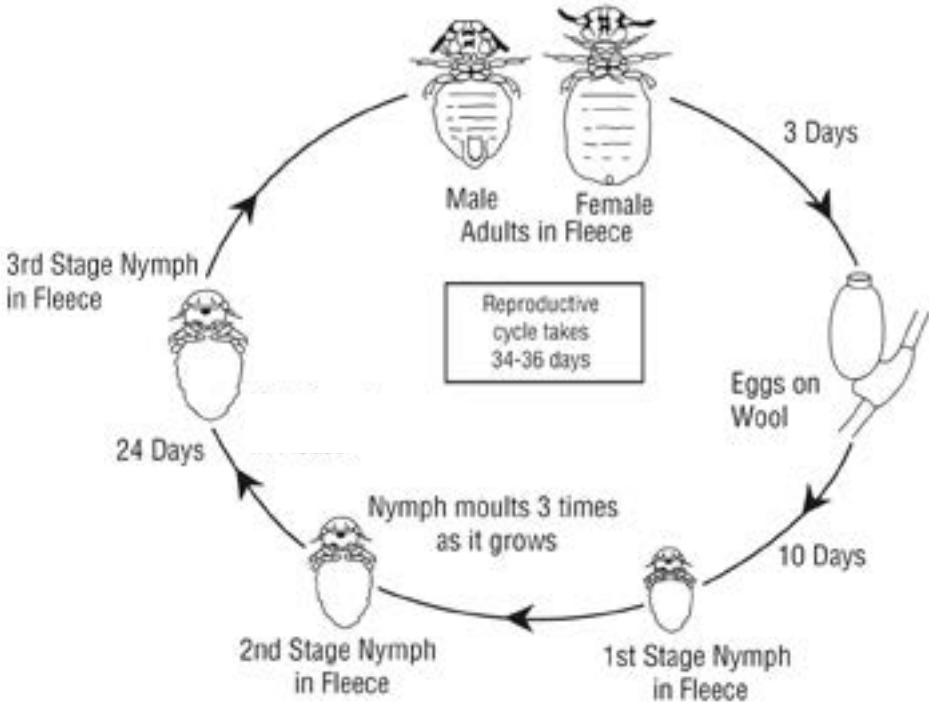 Male
Female
Adults in Fleece
3 Days
3rd Stage Nymph
in Fleece
Reproductive
cycle takes
34-36 days
Eggs on
Wool
24 Days
Nymph moults 3 times
as it grows
10 Days
2nd Stage Nymph
in Fleece
1st Stage Nymph
in Fleece